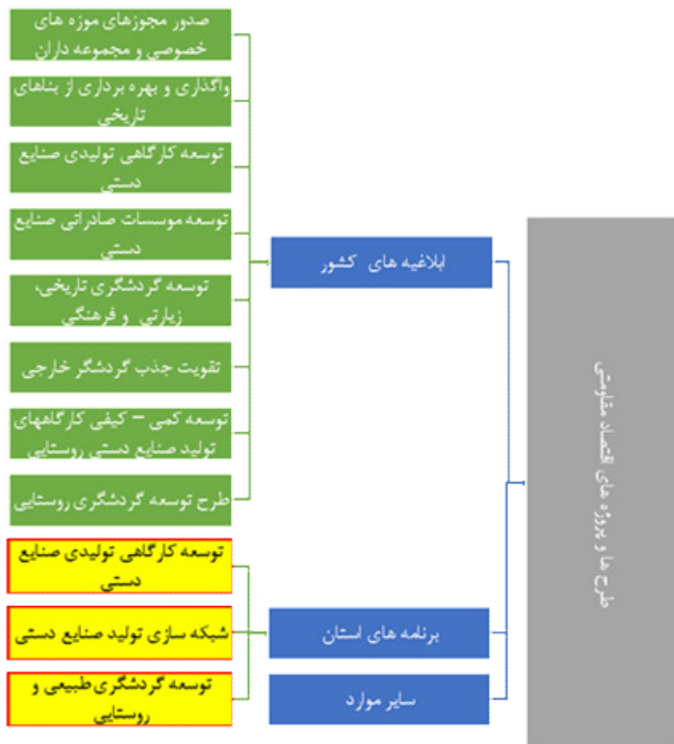 طرح ها و پروژه های اقتصاد مقاومتی
ابلاغیه های کشور
صدور مجوزهای موزه های
خصوصی و مجموعه داران
واگذاری و بهره برداری از بناهای
تاریخی
توسعه کارگاهی تولیدی صنایع
دستی
توسعه موسسات صادراتی صنایع
دستی
توسعه گردشگری تاریخی،
زیارتی و فرهنگی
تقویت جذب گردشگر خارجی
توسعه کمی – کیفی کارگاههای
تولید صنایع دستی روستایی
طرح توسعه گردشگری روستایی
برنامه های استان
توسعه کارگاهی تولیدی صنایع
دستی
شبکه سازی تولید صنایع دستی
توسعه گردشگری طبیعی و
روستایی
سایر موارد